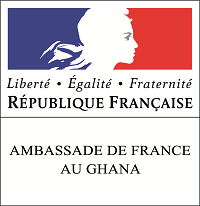 Liberté • Égalité • Fraternité
RÉPUBLIQUE FRANÇAISE
AMBASSADE DE FRANCE
AU GHANA